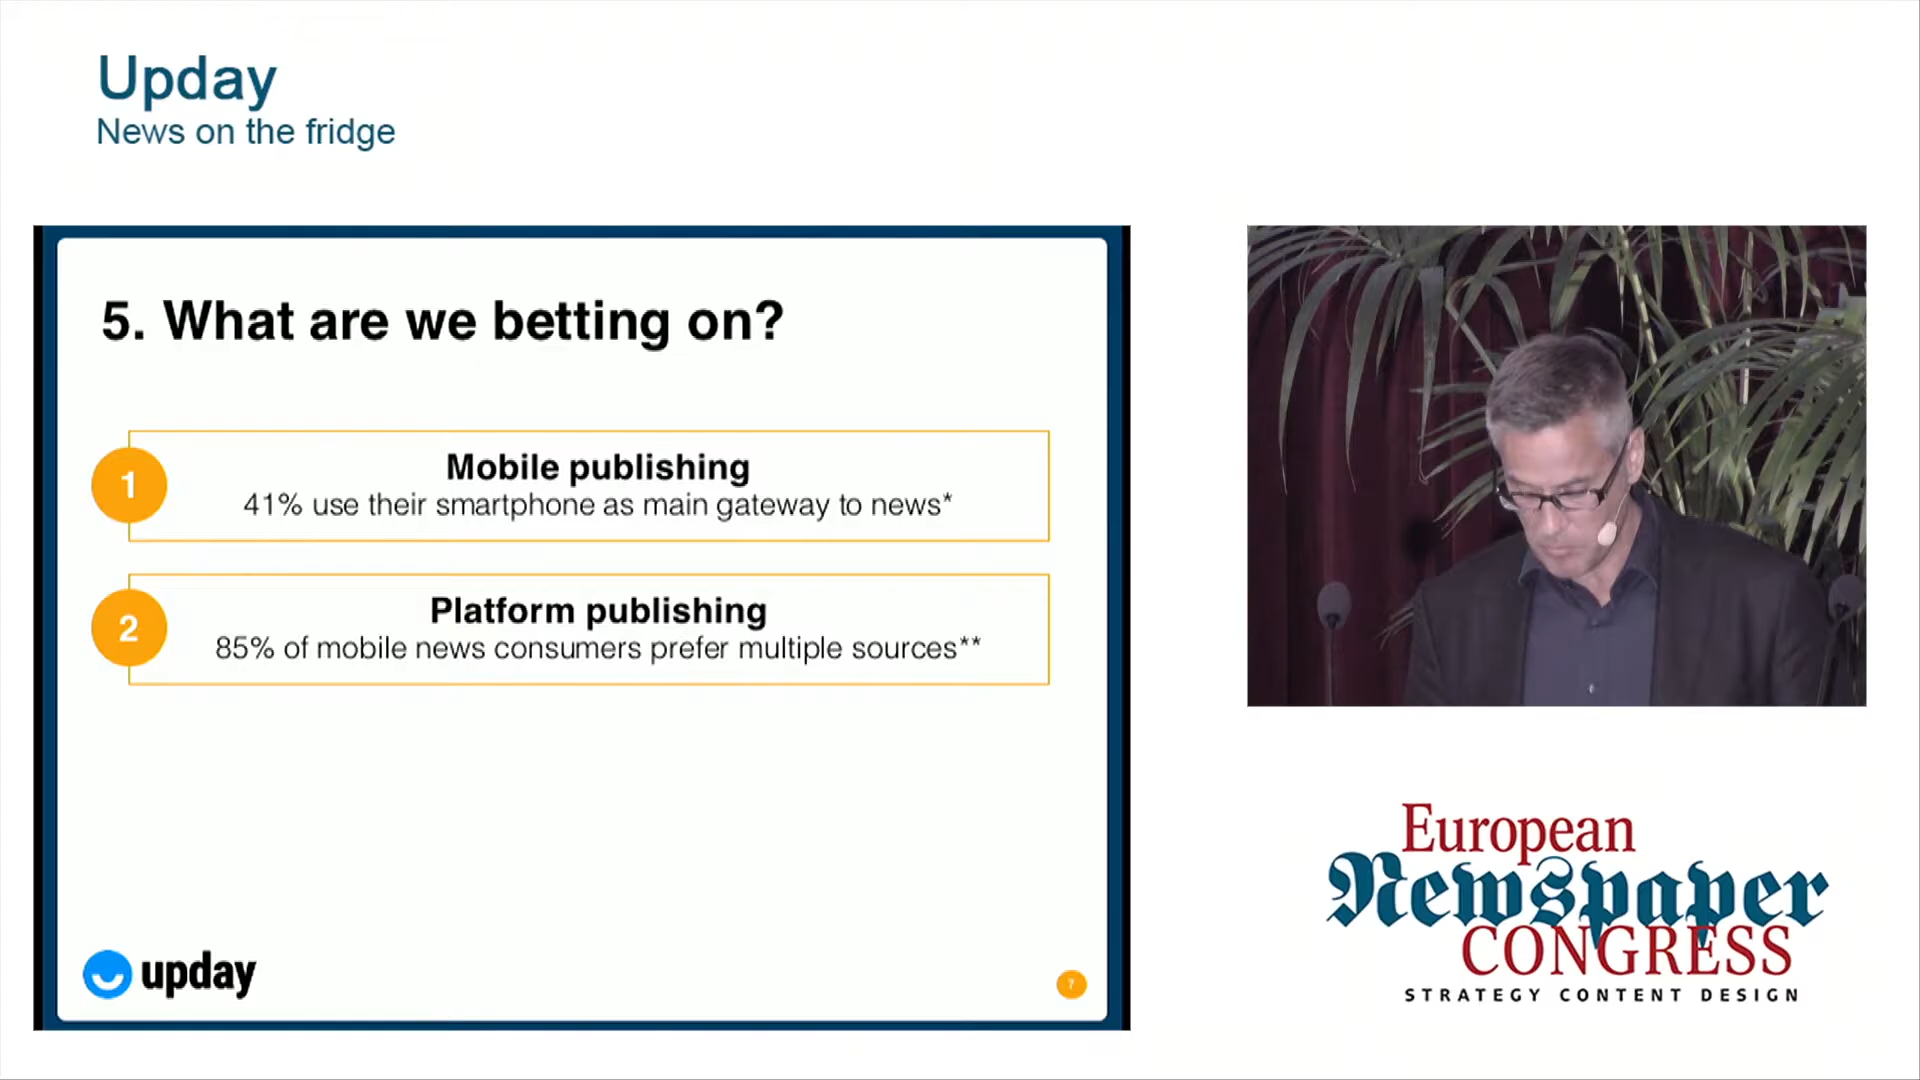 Upday
News on the fridge
5. What are we betting on?
1
Mobile publishing
41% use their smartphone as main gateway to news*
2
Platform publishing
85% of mobile news consumers prefer multiple sources**
upday
7
European
Newspaper
CONGRESS
STRATEGY CONTENT DESIGN